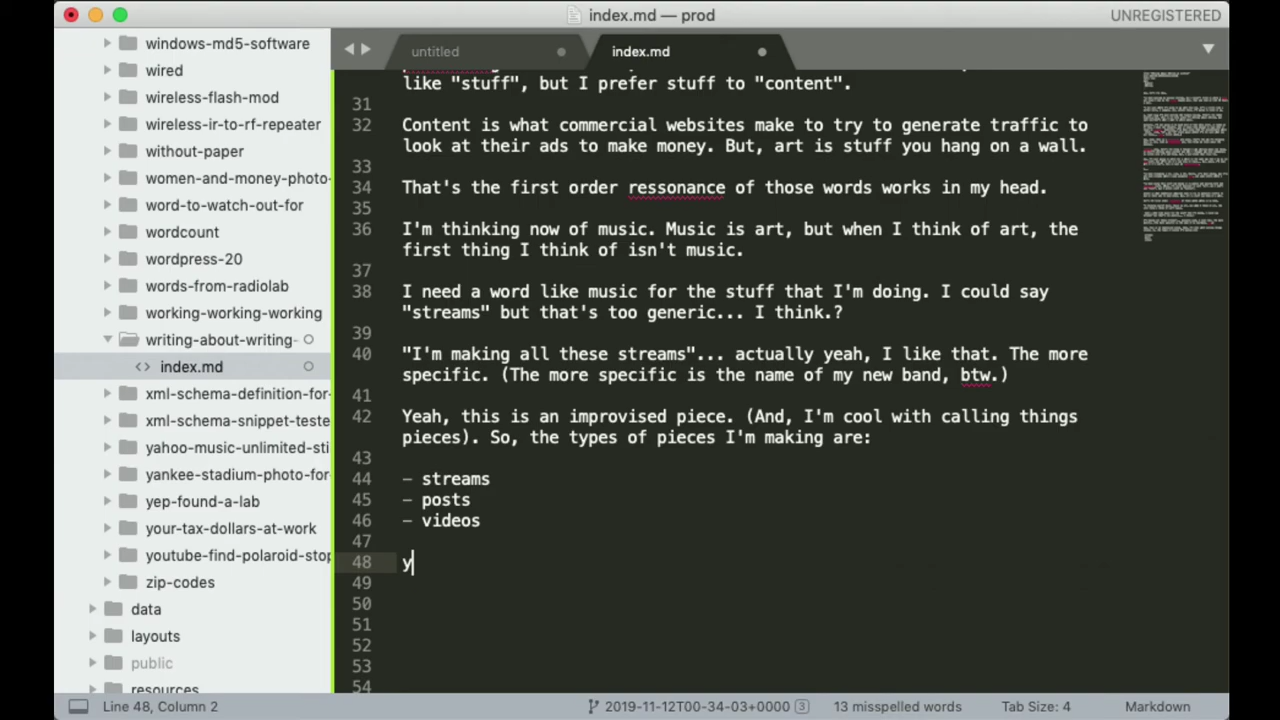 index.md — prod
UNREGISTERED
windows-md5-software
wired
wireless-flash-mod
wireless-ir-to-rf-repeater
without-paper
women-and-money-photo-
word-to-watch-out-for
wordcount
wordpress-20
words-from-radiolab
working-working-working
writing-about-writing-
<> index.md
xml-schema-definition-for-
xml-schema-snippet-teste
yahoo-music-unlimited-sti
yankee-stadium-photo-for-
yep-found-a-lab
your-tax-dollars-at-work
youtube-find-polaroid-stop
zip-codes
data
layouts
public
resources
untitled
index.md
like "stuff", but I prefer stuff to "content".
31
32 Content is what commercial websites make to try to generate traffic to
look at their ads to make money. But, art is stuff you hang on a wall.
33
34 That's the first order ressonance of those words works in my head.
35
36 I'm thinking now of music. Music is art, but when I think of art, the
first thing I think of isn't music.
37
38 I need a word like music for the stuff that I'm doing. I could say
"streams" but that's too generic... I think.?
39
40 "I'm making all these streams"... actually yeah, I like that. The more
specific. (The more specific is the name of my new band, btw.)
41
42 Yeah, this is an improvised piece. (And, I'm cool with calling things
pieces). So, the types of pieces I'm making are:
43
44 - streams
45 - posts
46 - videos
47
48 y
49
50
51
52
53
54
Line 48, Column 2
2019-11-12T00-34-03+0000 3
13 misspelled words
Tab Size: 4
Markdown